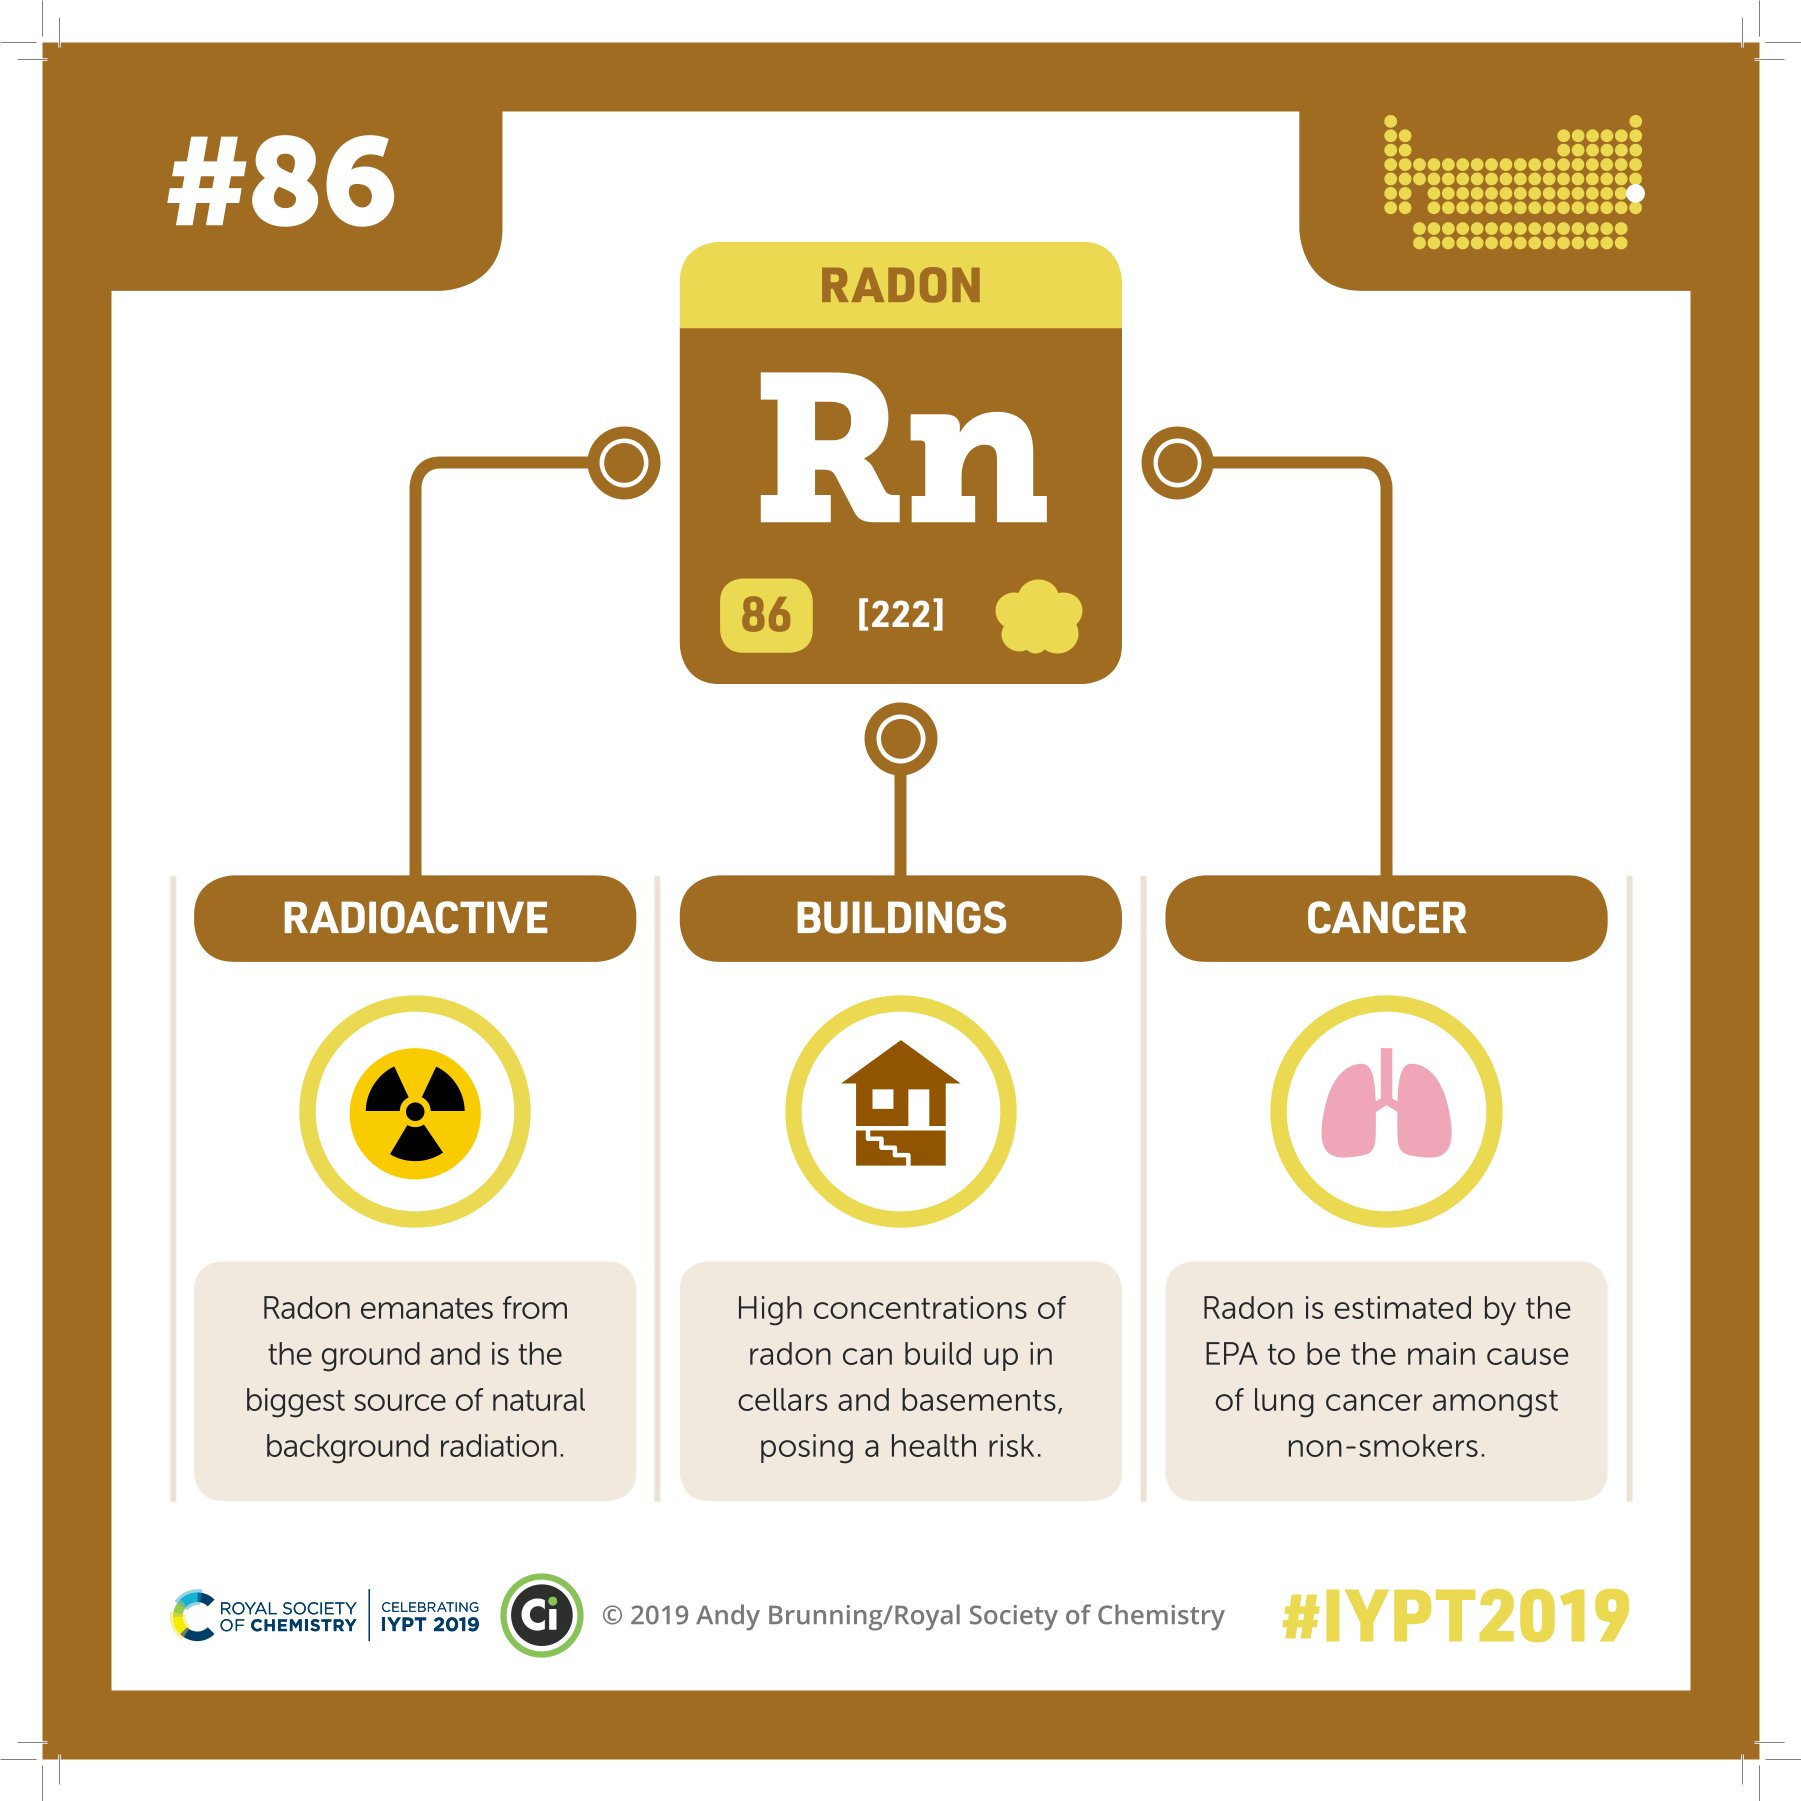 #86
RADON
Rn
86
[222]
RADIOACTIVE
Radon emanates from
the ground and is the
biggest source of natural
background radiation.
BUILDINGS
High concentrations of
radon can build up in
cellars and basements,
posing a health risk.
CANCER
Radon is estimated by the
EPA to be the main cause
of lung cancer amongst
non-smokers.
ROYAL SOCIETY
OF CHEMISTRY
CELEBRATING
IYPT 2019
Ci
© 2019 Andy Brunning/Royal Society of Chemistry
#IYPT2019